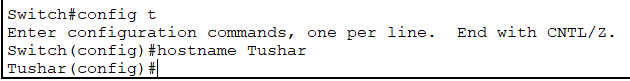 Switch#config t
Enter configuration commands, one per line.  End with CNTL/Z.
Switch(config)#hostname Tushar
Tushar(config)#